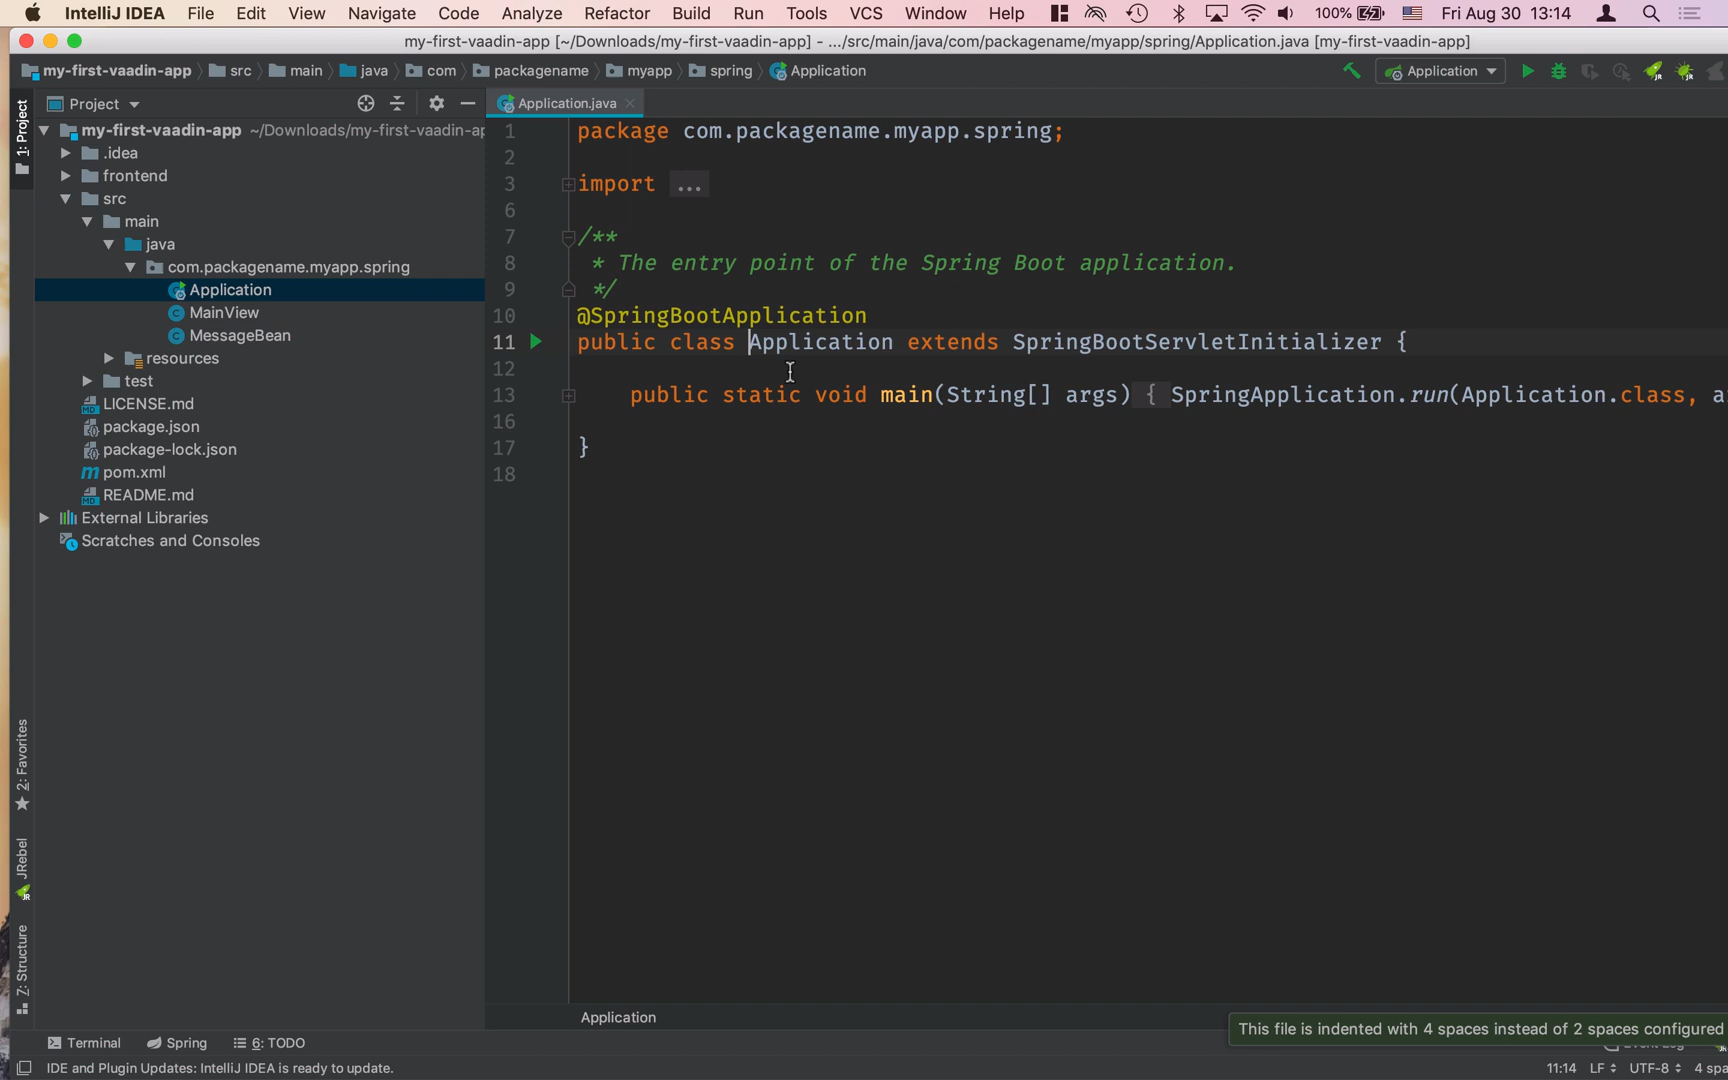 IntelliJ IDEA File Edit View Navigate Code Analyze Refactor Build Run Tools VCS Window Help 100% Fri Aug 30 13:14
my-first-vaadin-app [~/Downloads/my-first-vaadin-app] - .../src/main/java/com/packagename/myapp/spring/Application.java [my-first-vaadin-app]
my-first-vaadin-app src main java com packagename myapp spring Application
Application
1: Project
Project
Application.java
my-first-vaadin-app ~/Downloads/my-first-vaadin-ap
.idea
frontend
src
main
java
com.packagename.myapp.spring
Application
MainView
MessageBean
resources
test
LICENSE.md
package.json
package-lock.json
pom.xml
README.md
External Libraries
Scratches and Consoles
1 package com.packagename.myapp.spring;
2
3 import ...
6
7 /**
8 * The entry point of the Spring Boot application.
9 */
10 @SpringBootApplication
11 public class Application extends SpringBootServletInitializer {
12
13 public static void main(String[] args) { SpringApplication.run(Application.class, a
16
17 }
18
2: Favorites
JRebel
Z: Structure
Application
This file is indented with 4 spaces instead of 2 spaces configured
Terminal Spring 6: TODO
IDE and Plugin Updates: IntelliJ IDEA is ready to update.
11:14 LF UTF-8 4 spa